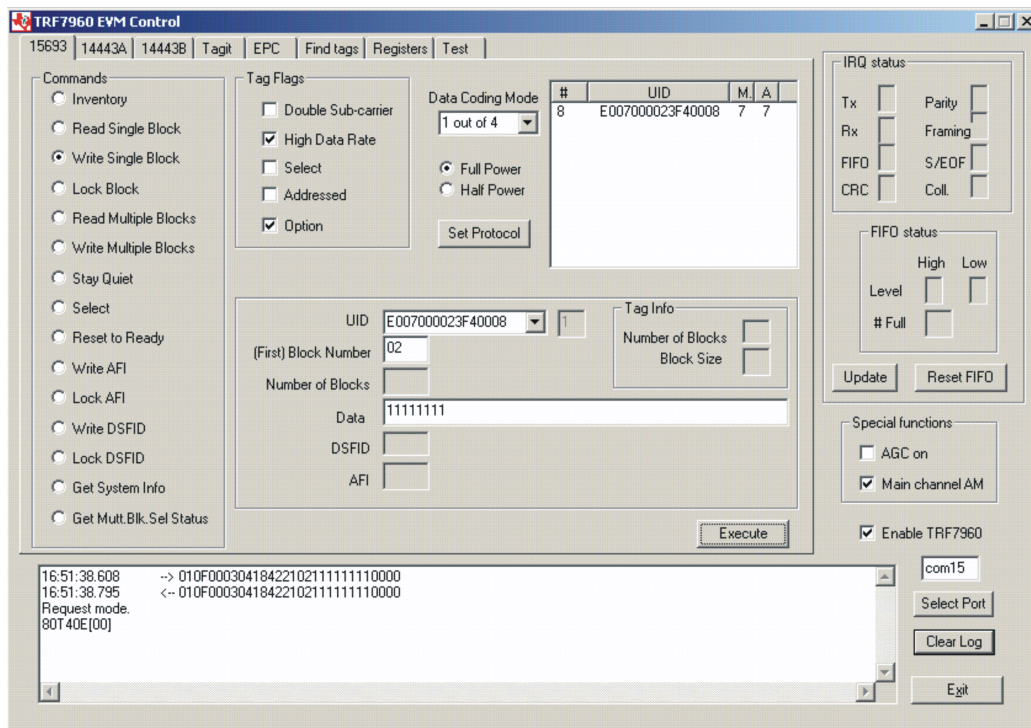 TRF7960 EVM Control
15693 14443A 14443B Tagit EPC Find tags Registers Test
Commands
Inventory
Read Single Block
Write Single Block
Lock Block
Read Multiple Blocks
Write Multiple Blocks
Stay Quiet
Select
Reset to Ready
Write AFI
Lock AFI
Write DSFID
Lock DSFID
Get System Info
Get Mutt.Blk.Sel Status
Tag Flags
Double Sub-carrier
High Data Rate
Select
Addressed
Option
Data Coding Mode
1 out of 4
Full Power
Half Power
Set Protocol
# UID M. A
8 E007000023F40008 7 7
UID E007000023F40008 1
(First) Block Number 02
Number of Blocks
Data 11111111
DSFID
AFI
Tag Info
Number of Blocks
Block Size
Execute
IRQ status
Tx Parity
Rx Framing
FIFO S/EOF
CRC Coll.
FIFO status
High Low
Level
# Full
Update Reset FIFO
Special functions
AGC on
Main channel AM
Enable TRF7960
com15
Select Port
Clear Log
Exit
16:51:38.608 --> 010F000304184221021111111110000
16:51:38.795 <-- 010F000304184221021111111110000
Request mode.
80T40E[00]